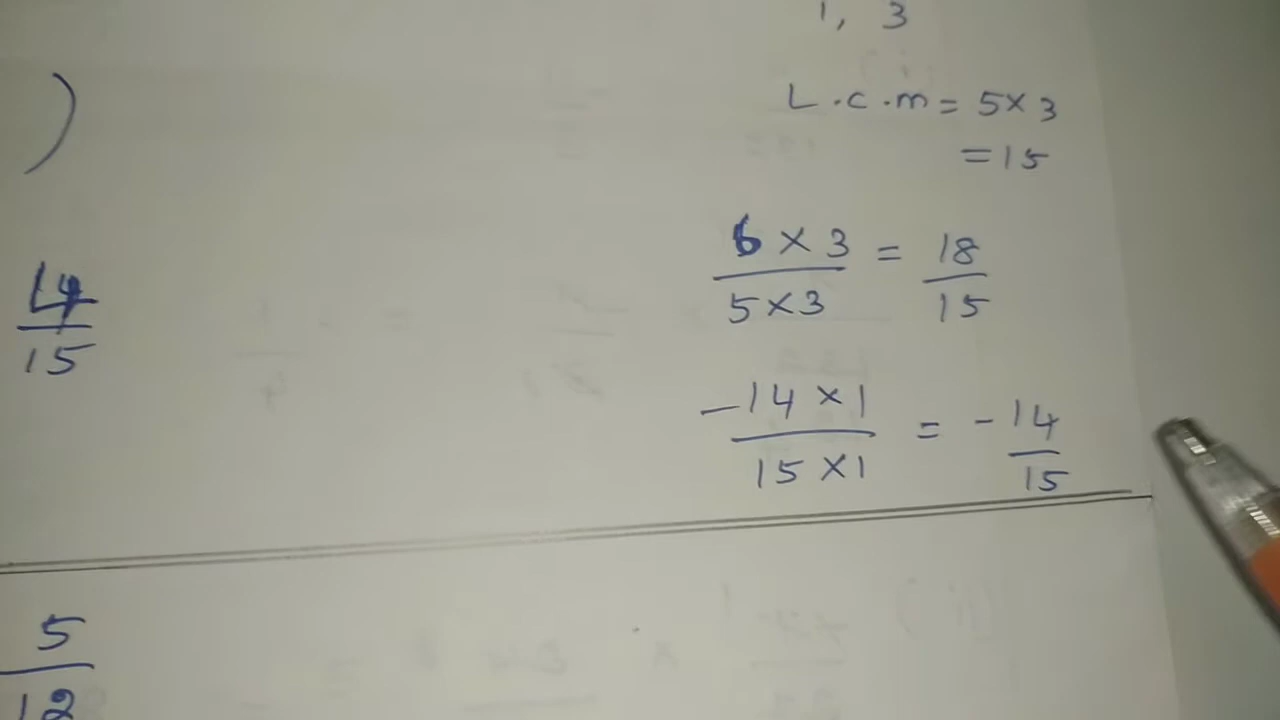 1, 3
L.c.m = 5×3
= 15
)
6 × 3 / 5 × 3 = 18 / 15
14 / 15
-14 × 1 / 15 × 1 = -14 / 15
5 / 12